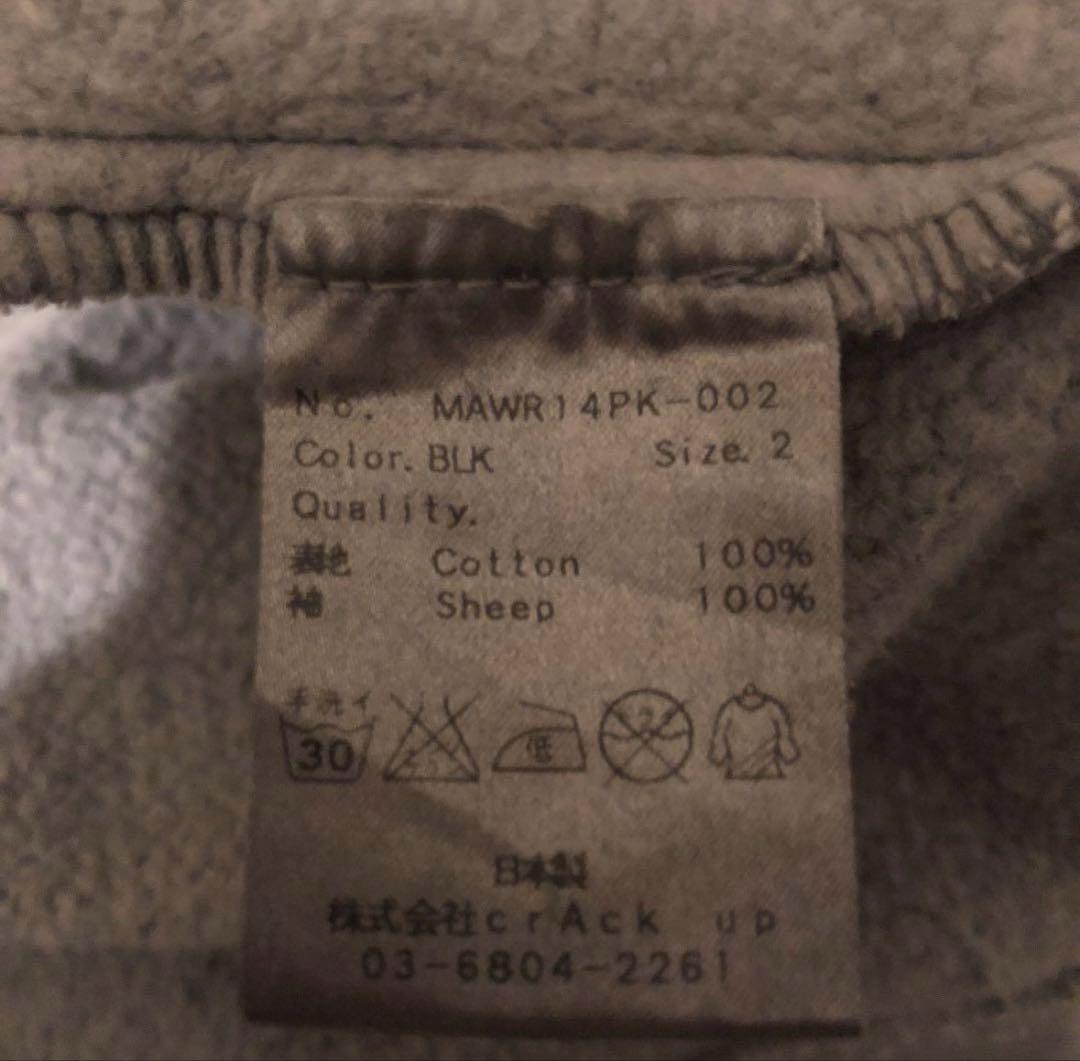 No. MAWR14PK-002
Color. BLK Size. 2
Quality.
表地 Cotton 100%
袖 Sheep 100%
手洗イ
30 低
日本製
株式会社crAck up
03-6804-2261